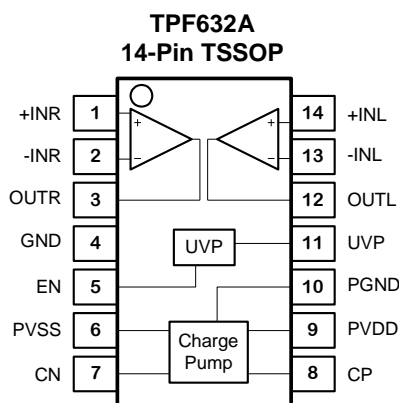 TPF632A
14-Pin TSSOP
+INR 1 + + 14 +INL
-INR 2 − − 13 -INL
OUTR 3 12 OUTL
GND 4 UVP 11 UVP
EN 5 10 PGND
PVSS 6 Charge 9 PVDD
CN 7 Pump 8 CP